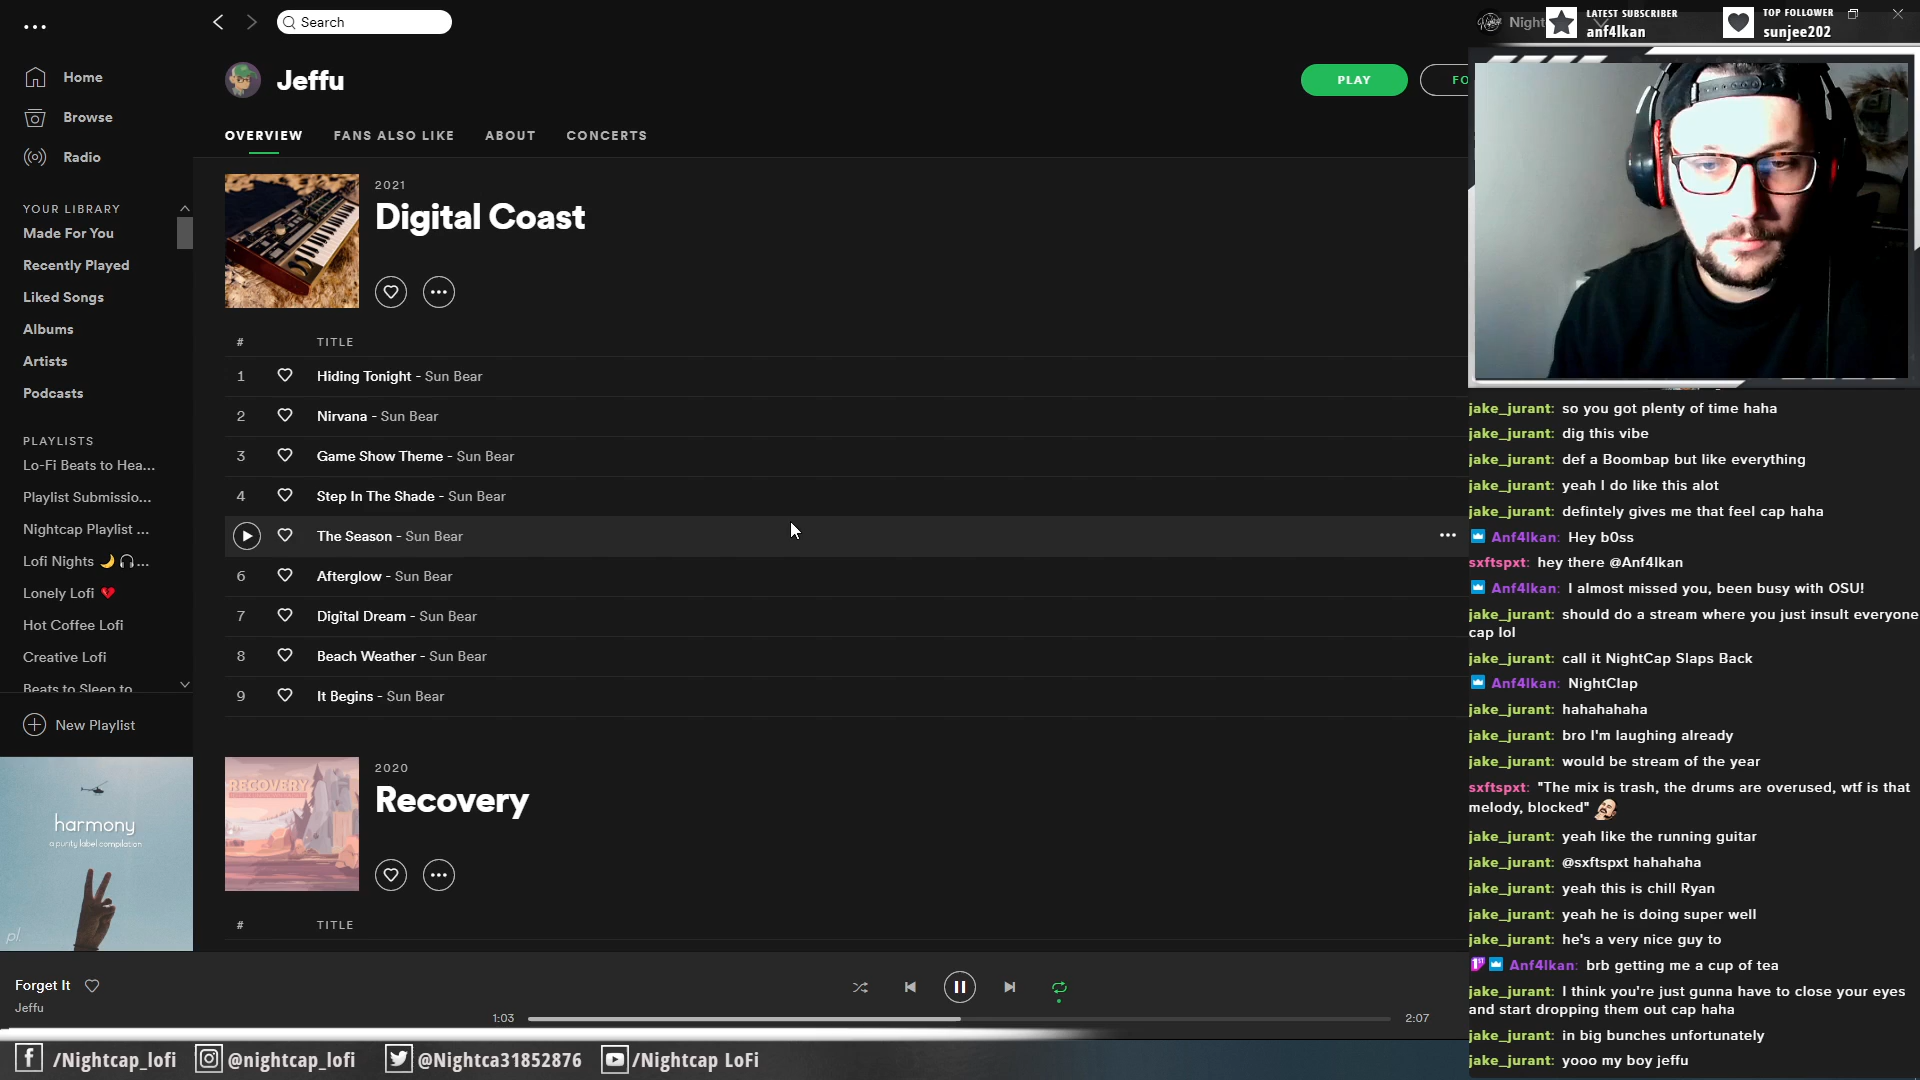 Search
Night
LATEST SUBSCRIBER
anf4lkan
TOP FOLLOWER
sunjee202
Home
Browse
Radio
YOUR LIBRARY
Made For You
Recently Played
Liked Songs
Albums
Artists
Podcasts
PLAYLISTS
Lo-Fi Beats to Hea...
Playlist Submissio...
Nightcap Playlist ...
Lofi Nights 🌙🎧...
Lonely Lofi 💔
Hot Coffee Lofi
Creative Lofi
Beats to Sleep to
New Playlist
harmony
a purity label compilation
pl.
Jeffu
PLAY
FO
OVERVIEW
FANS ALSO LIKE
ABOUT
CONCERTS
2021
Digital Coast
# TITLE
1 Hiding Tonight - Sun Bear
2 Nirvana - Sun Bear
3 Game Show Theme - Sun Bear
4 Step In The Shade - Sun Bear
The Season - Sun Bear
6 Afterglow - Sun Bear
7 Digital Dream - Sun Bear
8 Beach Weather - Sun Bear
9 It Begins - Sun Bear
RECOVERY
2020
Recovery
# TITLE
jake_jurant: so you got plenty of time haha
jake_jurant: dig this vibe
jake_jurant: def a Boombap but like everything
jake_jurant: yeah I do like this alot
jake_jurant: defintely gives me that feel cap haha
Anf4lkan: Hey b0ss
sxftspxt: hey there @Anf4lkan
Anf4lkan: I almost missed you, been busy with OSU!
jake_jurant: should do a stream where you just insult everyone
cap lol
jake_jurant: call it NightCap Slaps Back
Anf4lkan: NightClap
jake_jurant: hahahahaha
jake_jurant: bro I'm laughing already
jake_jurant: would be stream of the year
sxftspxt: "The mix is trash, the drums are overused, wtf is that
melody, blocked"
jake_jurant: yeah like the running guitar
jake_jurant: @sxftspxt hahahaha
jake_jurant: yeah this is chill Ryan
jake_jurant: yeah he is doing super well
jake_jurant: he's a very nice guy to
1ST Anf4lkan: brb getting me a cup of tea
jake_jurant: I think you're just gunna have to close your eyes
and start dropping them out cap haha
jake_jurant: in big bunches unfortunately
jake_jurant: yooo my boy jeffu
Forget It
Jeffu
1:03
2:07
/Nightcap_lofi
@nightcap_lofi
@Nightca31852876
/Nightcap LoFi